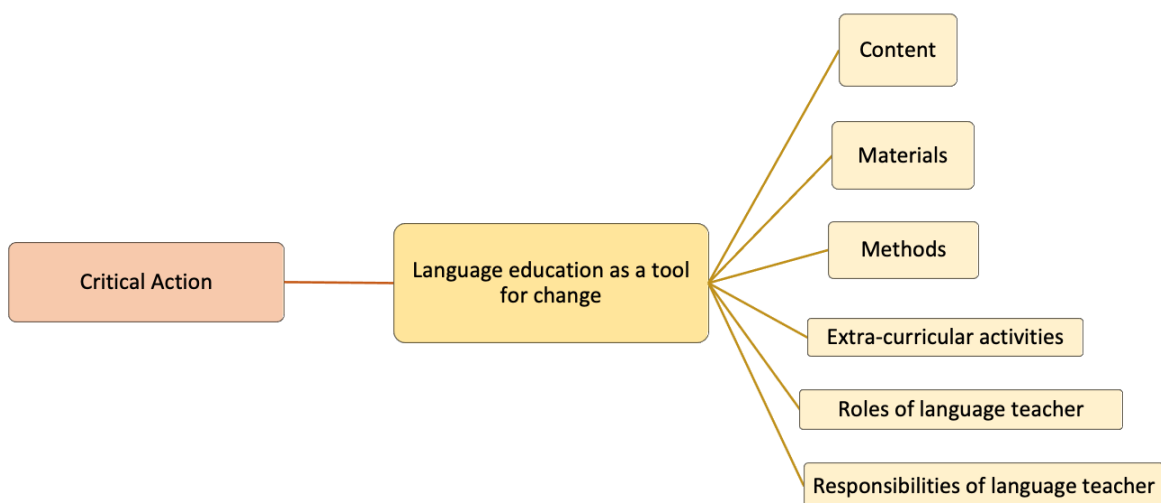 Critical Action
Language education as a tool
for change
Content
Materials
Methods
Extra-curricular activities
Roles of language teacher
Responsibilities of language teacher